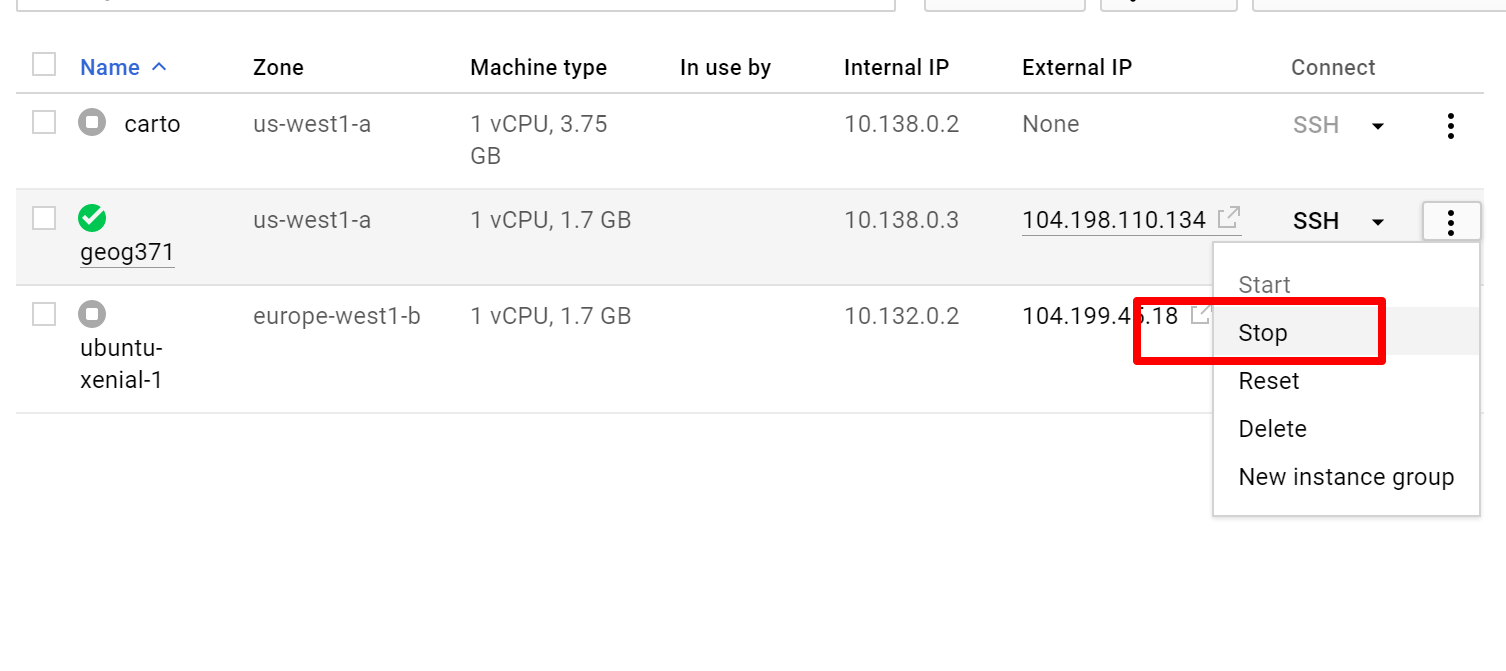 Name Zone Machine type In use by Internal IP External IP Connect
carto us-west1-a 1 vCPU, 3.75 10.138.0.2 None SSH
GB
us-west1-a 1 vCPU, 1.7 GB 10.138.0.3 104.198.110.134 SSH
geog371
Start
europe-west1-b 1 vCPU, 1.7 GB 10.132.0.2 104.199.45.18
Stop
ubuntu-
xenial-1
Reset
Delete
New instance group